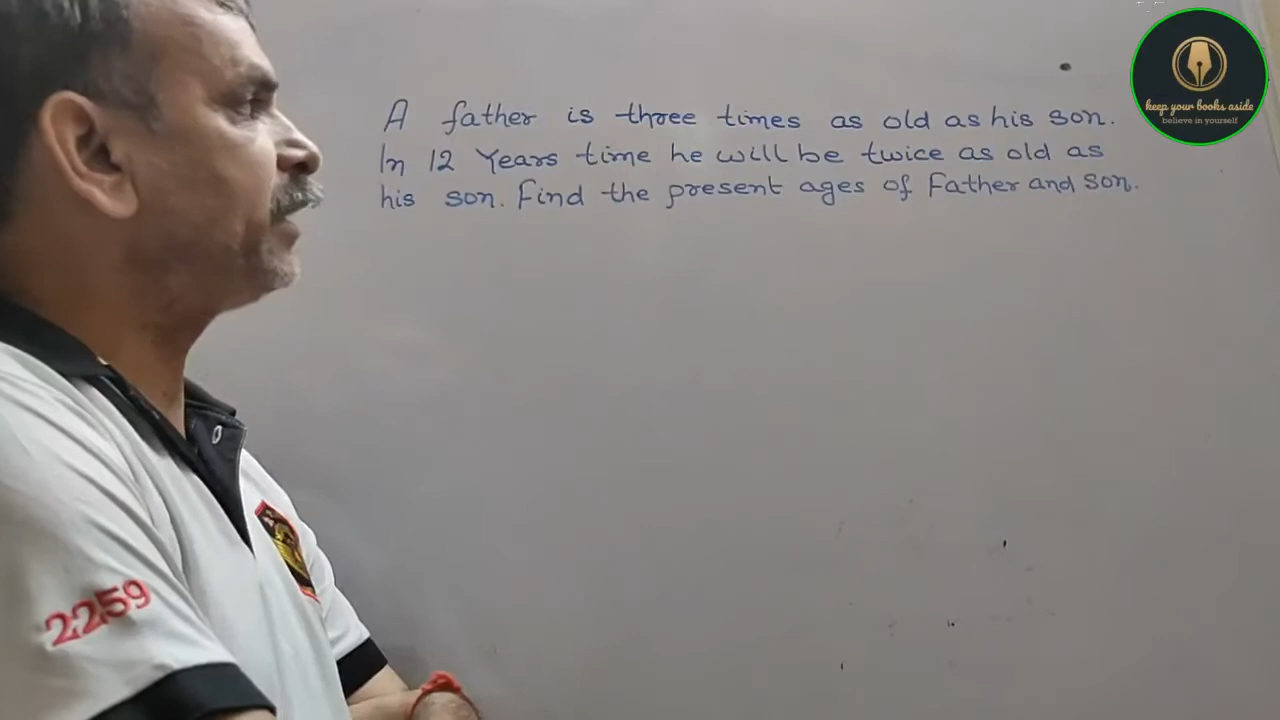 A father is three times as old as his son.
In 12 Years time he will be twice as old as
his son. Find the present ages of Father and Son.
keep your books aside
believe in yourself
2259